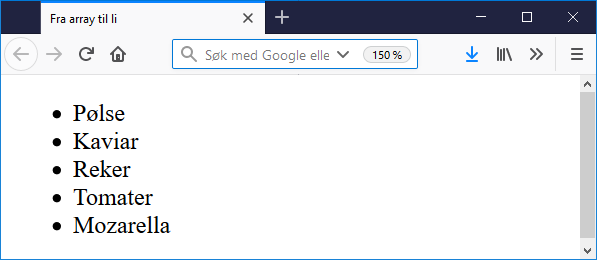 Fra array til li
Søk med Google elle
150 %
Pølse
Kaviar
Reker
Tomater
Mozarella